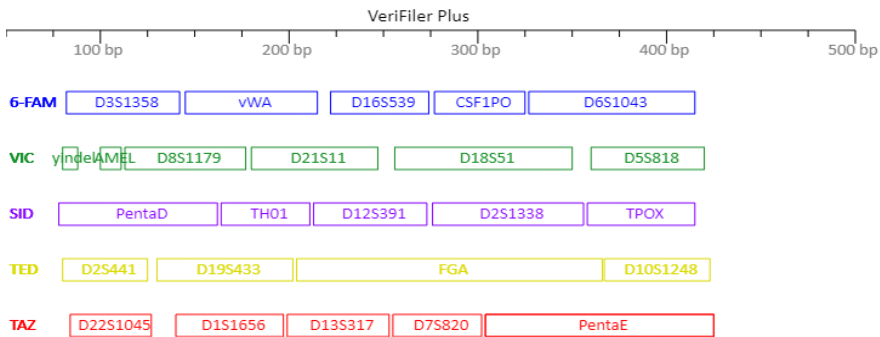 VeriFiler Plus
100 bp 200 bp 300 bp 400 bp 500 bp
6-FAM D3S1358 vWA D16S539 CSF1PO D6S1043
VIC yindel AMEL D8S1179 D21S11 D18S51 D5S818
SID PentaD TH01 D12S391 D2S1338 TPOX
TED D2S441 D19S433 FGA D10S1248
TAZ D22S1045 D1S1656 D13S317 D7S820 PentaE